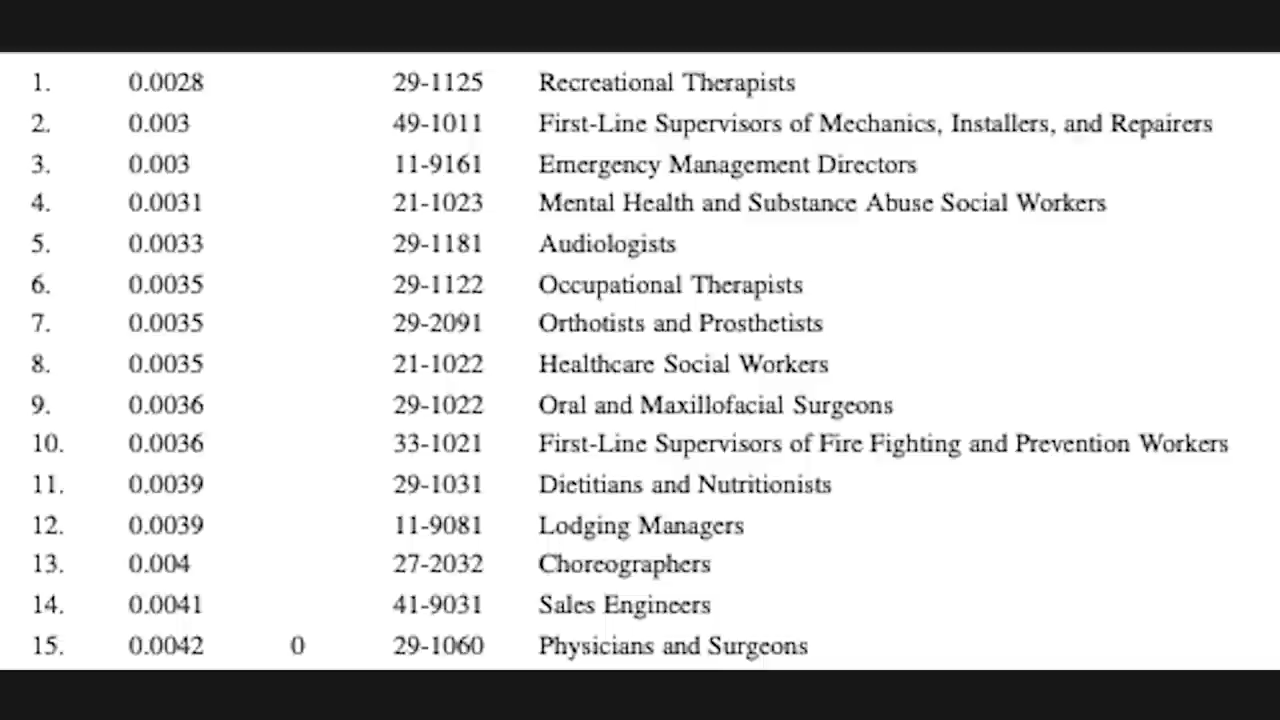 1. 0.0028 29-1125 Recreational Therapists
2. 0.003 49-1011 First-Line Supervisors of Mechanics, Installers, and Repairers
3. 0.003 11-9161 Emergency Management Directors
4. 0.0031 21-1023 Mental Health and Substance Abuse Social Workers
5. 0.0033 29-1181 Audiologists
6. 0.0035 29-1122 Occupational Therapists
7. 0.0035 29-2091 Orthotists and Prosthetists
8. 0.0035 21-1022 Healthcare Social Workers
9. 0.0036 29-1022 Oral and Maxillofacial Surgeons
10. 0.0036 33-1021 First-Line Supervisors of Fire Fighting and Prevention Workers
11. 0.0039 29-1031 Dietitians and Nutritionists
12. 0.0039 11-9081 Lodging Managers
13. 0.004 27-2032 Choreographers
14. 0.0041 41-9031 Sales Engineers
15. 0.0042 0 29-1060 Physicians and Surgeons